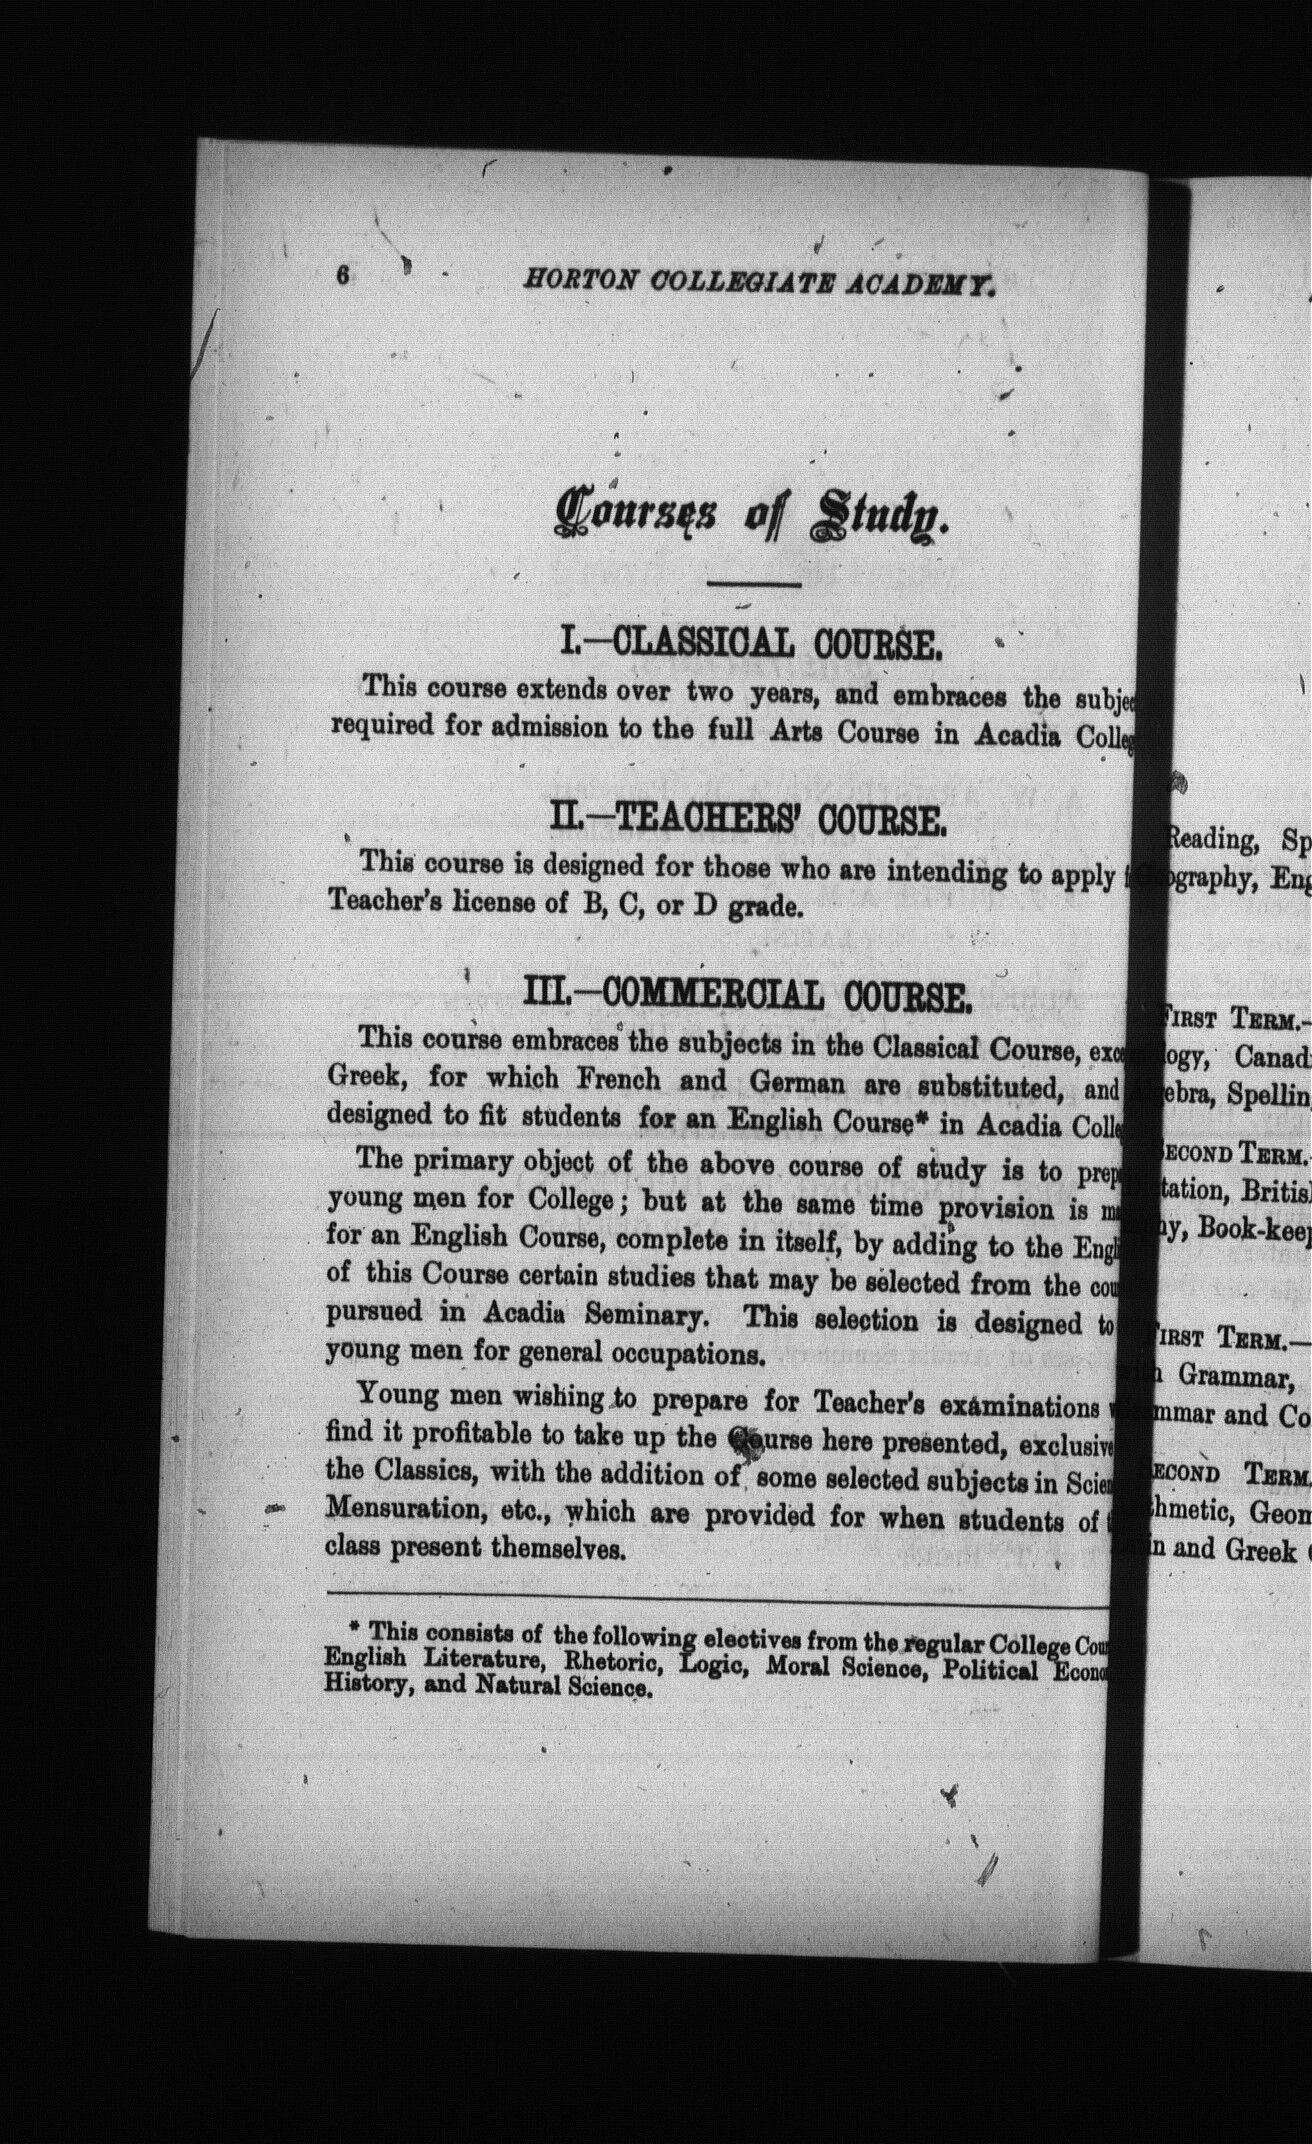 6 HORTON COLLEGIATE ACADEMY.
Courses of Study.
I.—CLASSICAL COURSE.
This course extends over two years, and embraces the
required for admission to the full Arts Course in Acadia
II.—TEACHERS' COURSE.
This course is designed for those who are intending to apply
Teacher's license of B, C, or D grade.
III.—COMMERCIAL COURSE.
This course embraces the subjects in the Classical Course,
Greek, for which French and German are substituted, and
designed to fit students for an English Course* in Acadia
The primary object of the above course of study is to
young men for College; but at the same time provision is
for an English Course, complete in itself, by adding to the
of this Course certain studies that may be selected from the
pursued in Acadia Seminary. This selection is designed to
young men for general occupations.
Young men wishing to prepare for Teacher's examinations
find it profitable to take up the Course here presented,
the Classics, with the addition of some selected subjects in
Mensuration, etc., which are provided for when students of
class present themselves.
* This consists of the following electives from the regular College
English Literature, Rhetoric, Logic, Moral Science, Political
History, and Natural Science.
Reading,
FIRST TERM.—
SECOND TERM.
FIRST TERM.—
Grammar,
and
SECOND TERM.
and Greek